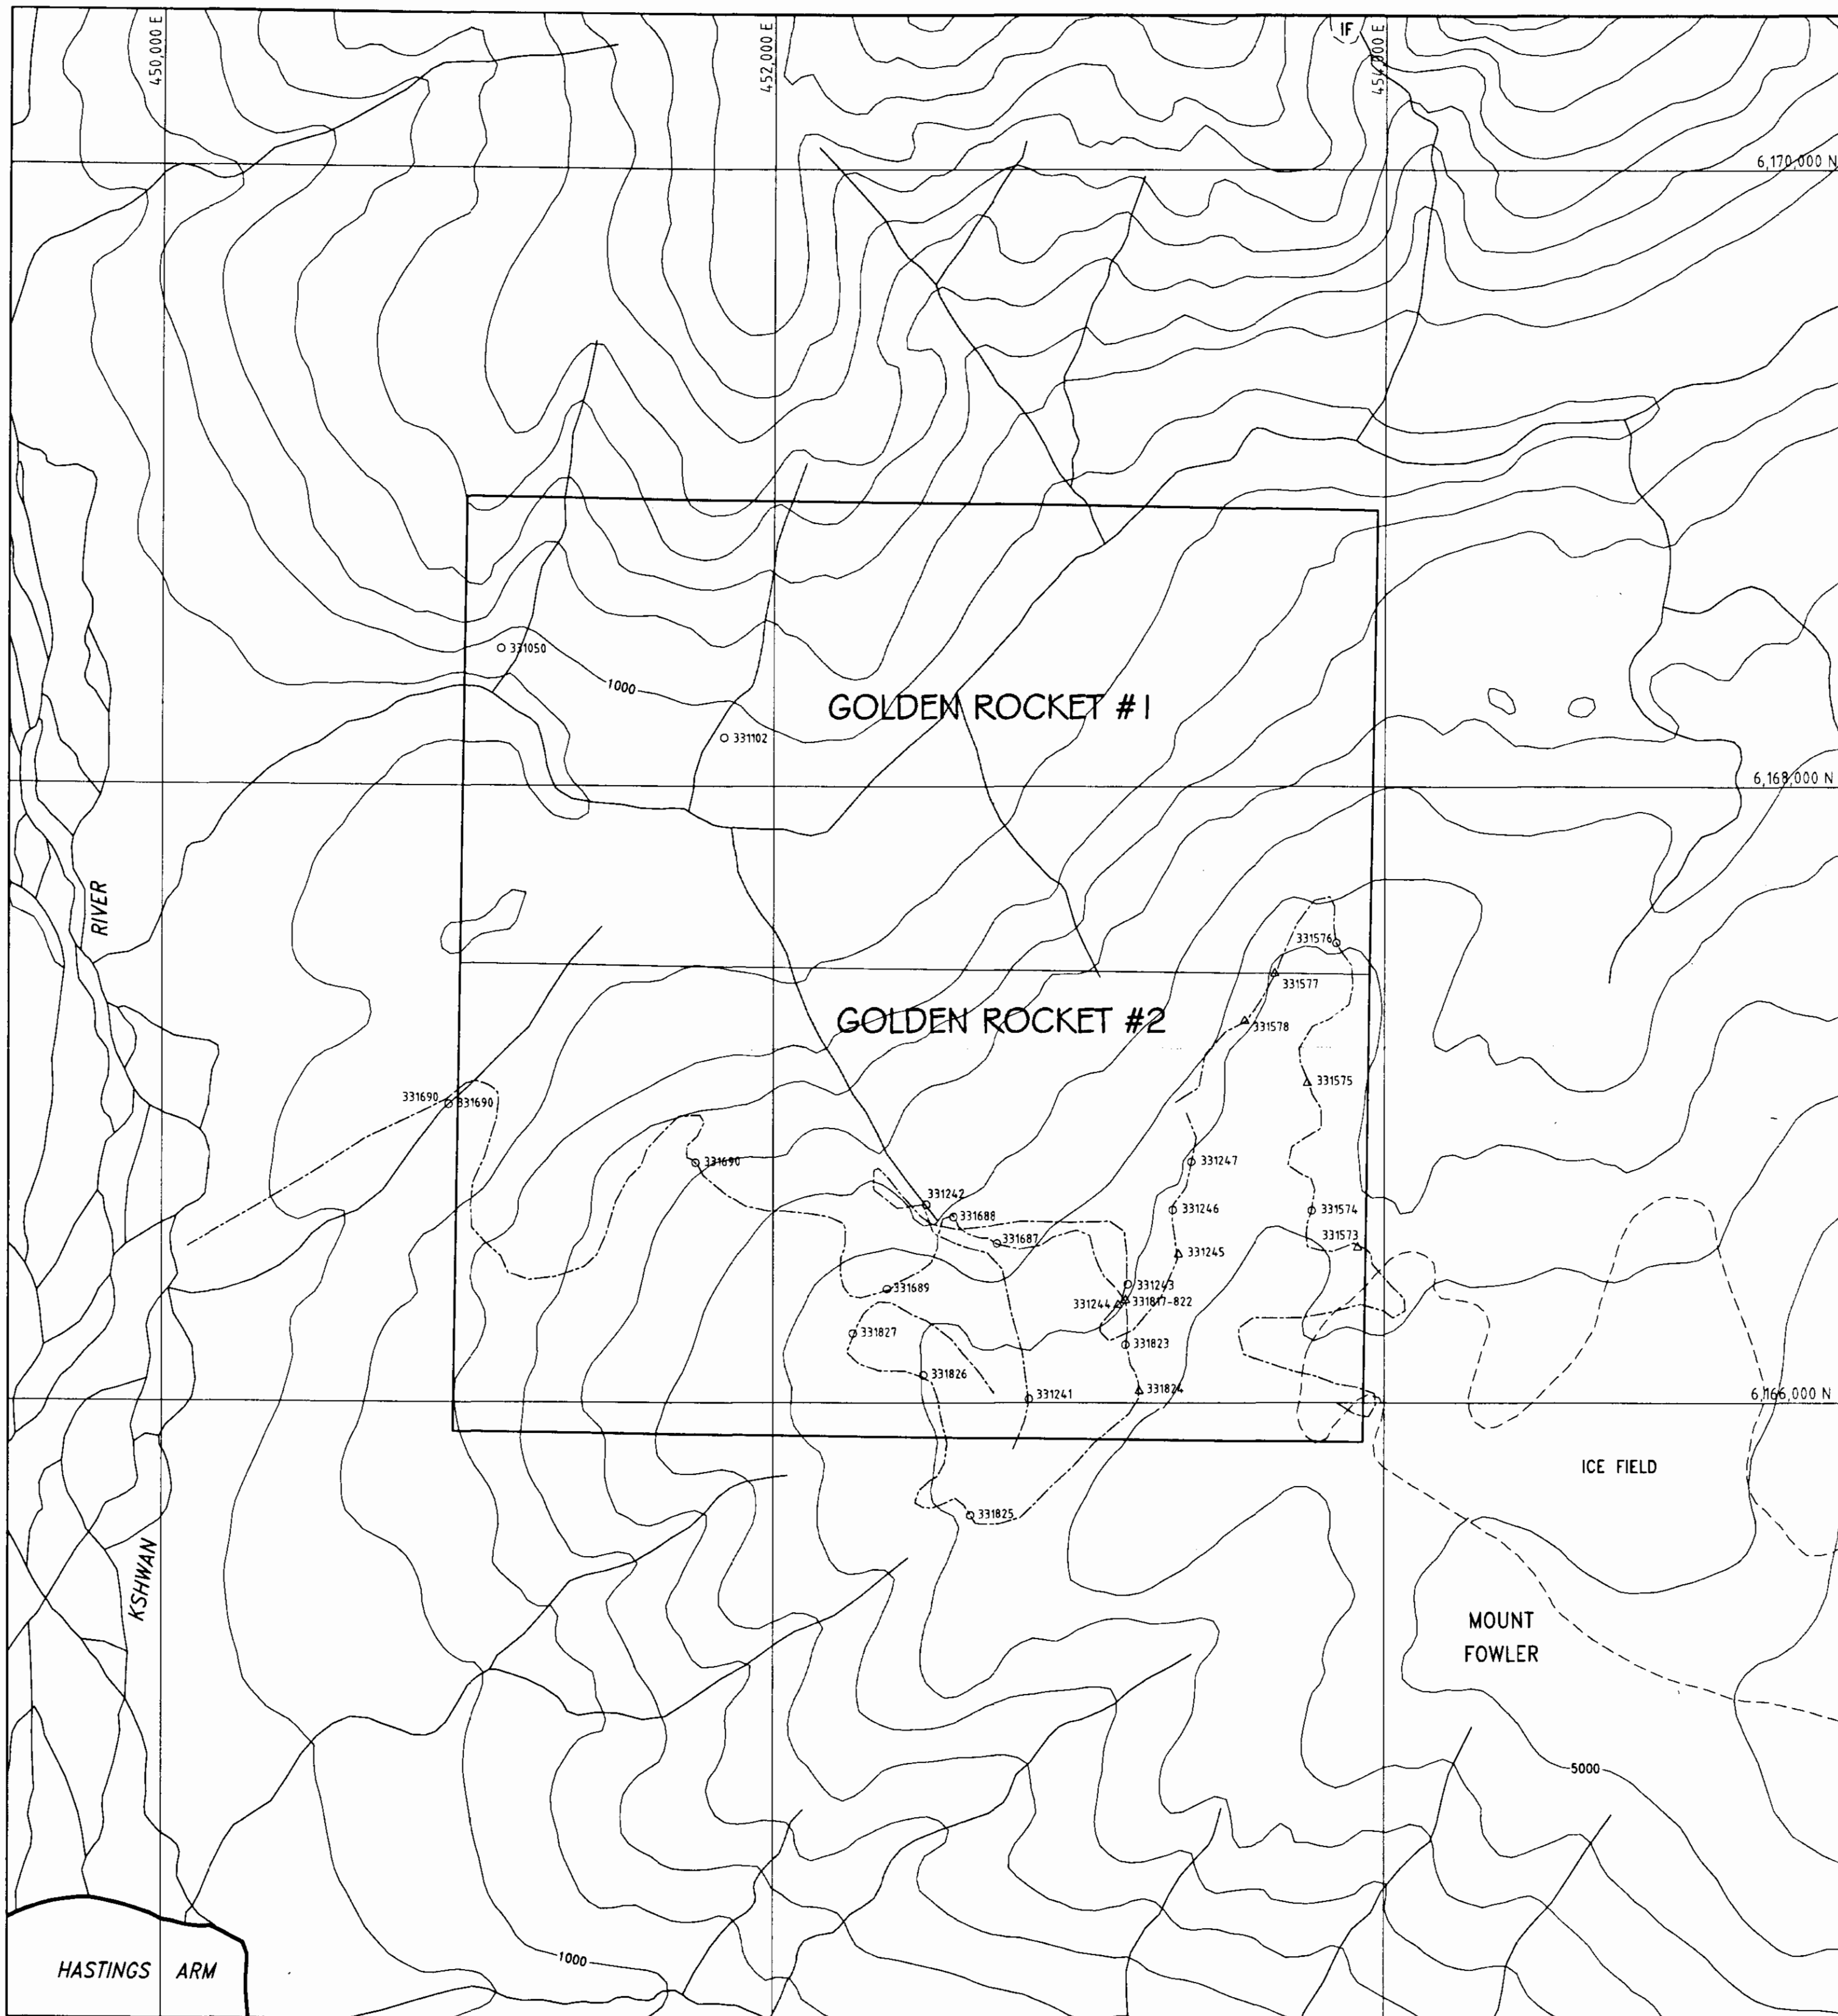 450,000 E
452,000 E
IF
454,000 E
6,170,000 N
331050
1000
GOLDEN ROCKET #1
331102
6,168,000 N
RIVER
331576
331577
GOLDEN ROCKET #2
331578
331575
331690
331690
331690
331247
331242
331688
331246
331574
331687
331573
331245
331243
331689
331244
331817-822
331827
331823
331826
331824
331241
6,166,000 N
ICE FIELD
331825
KSHWAN
MOUNT
FOWLER
5000
1000
HASTINGS ARM